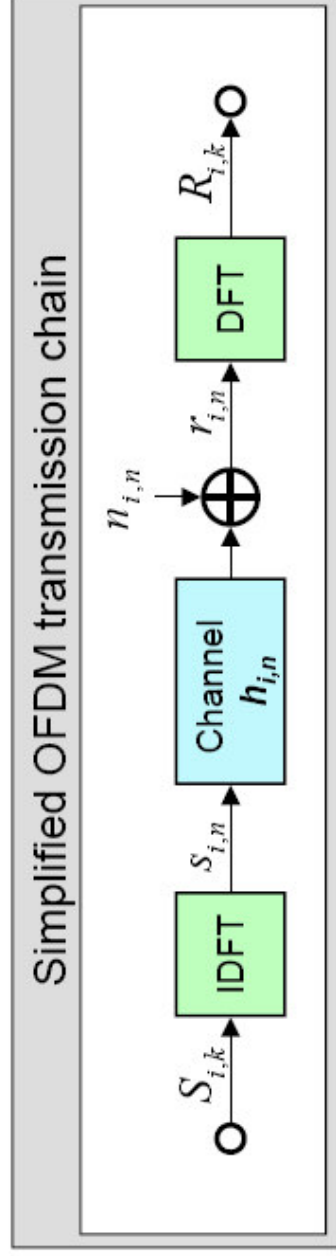 Simplified OFDM transmission chain
S_{i,k}
IDFT
s_{i,n}
Channel
h_{i,n}
n_{i,n}
r_{i,n}
DFT
R_{i,k}